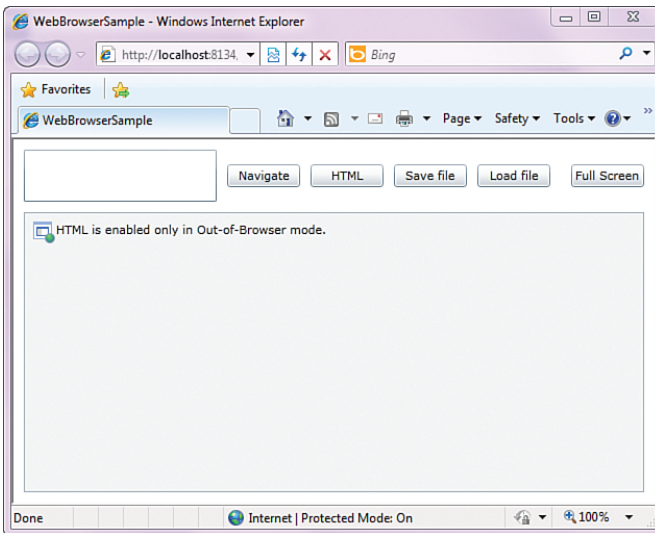 WebBrowserSample - Windows Internet Explorer
http://localhost:8134,
Bing
Favorites
WebBrowserSample
Page
Safety
Tools
»
Navigate
HTML
Save file
Load file
Full Screen
HTML is enabled only in Out-of-Browser mode.
Done
Internet | Protected Mode: On
100%